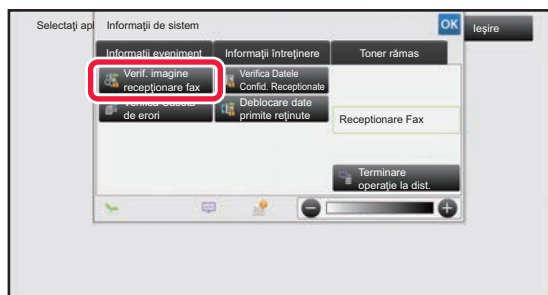 Selectaţi apl
Informaţii de sistem
OK
Ieşire
Informaţii eveniment
Informaţii întreţinere
Toner rămas
Verif. imagine
recepţionare fax
Verifica Datele
Confid. Receptionate
de erori
Deblocare date
primite reţinute
Receptionare Fax
Terminare
operaţie la dist.